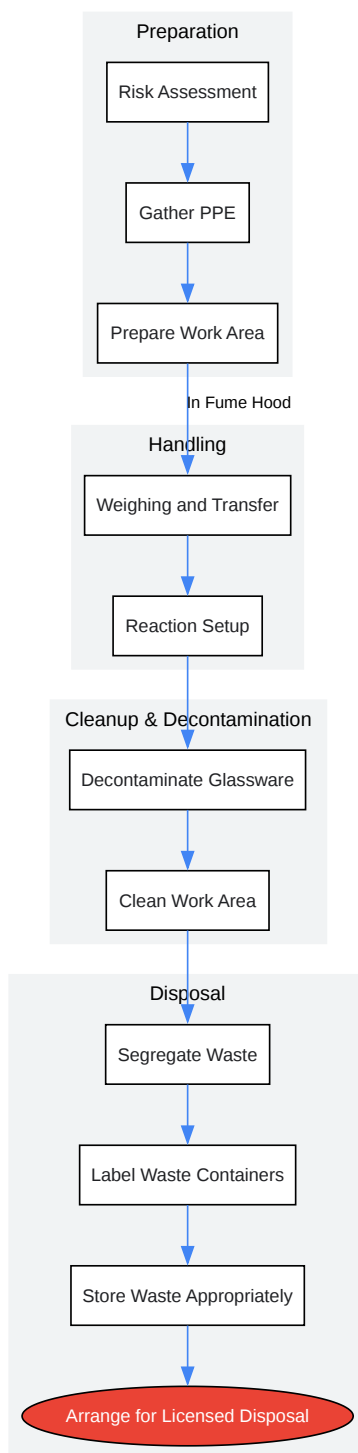 Preparation
Risk Assessment
Gather PPE
Prepare Work Area
In Fume Hood
Handling
Weighing and Transfer
Reaction Setup
Cleanup & Decontamination
Decontaminate Glassware
Clean Work Area
Disposal
Segregate Waste
Label Waste Containers
Store Waste Appropriately
Arrange for Licensed Disposal